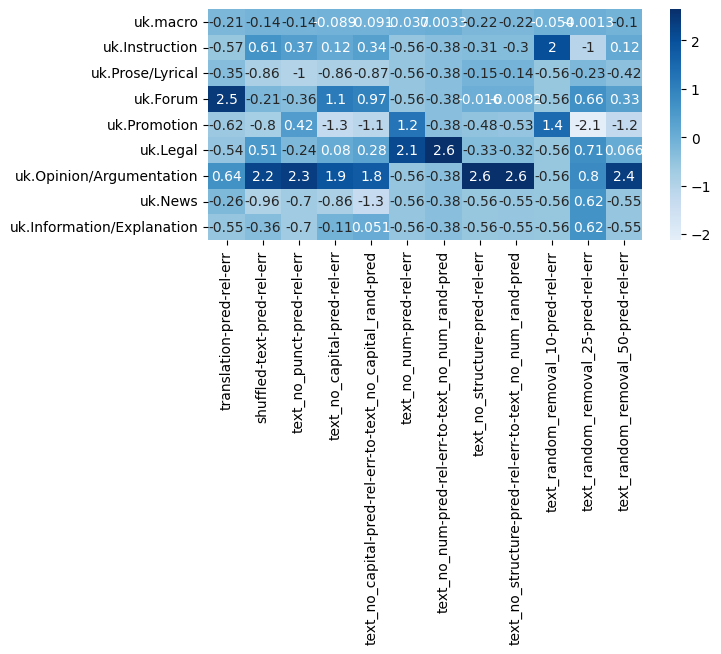 uk.macro -0.21 -0.14 -0.14 -0.089 -0.091 -0.037 0.0033 -0.22 -0.22 -0.054 -0.0013 -0.1
uk.Instruction -0.57 0.61 0.37 0.12 0.34 -0.56 -0.38 -0.31 -0.3 2 -1 0.12
uk.Prose/Lyrical -0.35 -0.86 -1 -0.86 -0.87 -0.56 -0.38 -0.15 -0.14 -0.56 -0.23 -0.42
uk.Forum 2.5 -0.21 -0.36 1.1 0.97 -0.56 -0.38 -0.016 -0.56 0.66 0.33
uk.Promotion -0.62 -0.8 0.42 -1.3 -1.1 1.2 -0.38 -0.48 -0.53 1.4 -2.1 -1.2
uk.Legal -0.54 0.51 -0.24 0.08 0.28 2.1 2.6 -0.33 -0.32 -0.56 0.71 0.066
uk.Opinion/Argumentation 0.64 2.2 2.3 1.9 1.8 -0.56 -0.38 2.6 2.6 -0.56 0.8 2.4
uk.News -0.26 -0.96 -0.7 -0.86 -1.3 -0.56 -0.38 -0.56 -0.55 -0.56 0.62 -0.55
uk.Information/Explanation -0.55 -0.36 -0.7 -0.11 0.051 -0.56 -0.38 -0.56 -0.55 -0.56 0.62 -0.55
2
1
0
−1
−2
translation-pred-rel-err
shuffled-text-pred-rel-err
text_no_punct-pred-rel-err
text_no_capital-pred-rel-err
text_no_capital-pred-rel-err-to-text_no_capital_rand-pred
text_no_num-pred-rel-err
text_no_num-pred-rel-err-to-text_no_num_rand-pred
text_no_structure-pred-rel-err
text_no_structure-pred-rel-err-to-text_no_num_rand-pred
text_random_removal_10-pred-rel-err
text_random_removal_25-pred-rel-err
text_random_removal_50-pred-rel-err